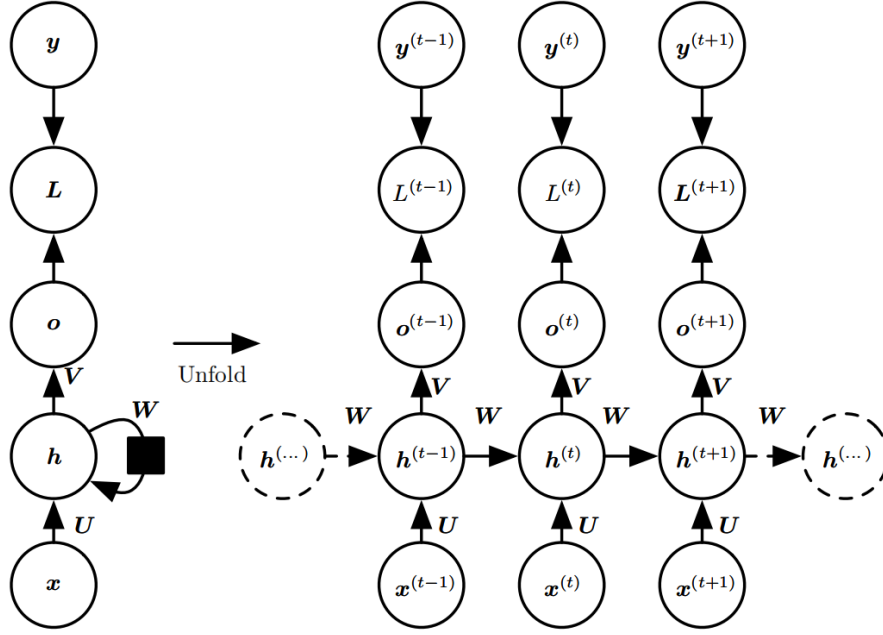 y
y^(t−1) y^(t) y^(t+1)
L
L^(t−1) L^(t) L^(t+1)
o
o^(t−1) o^(t) o^(t+1)
Unfold
V V V V
W W W W W
h
h^(...) h^(t−1) h^(t) h^(t+1) h^(...)
U U U U
x
x^(t−1) x^(t) x^(t+1)